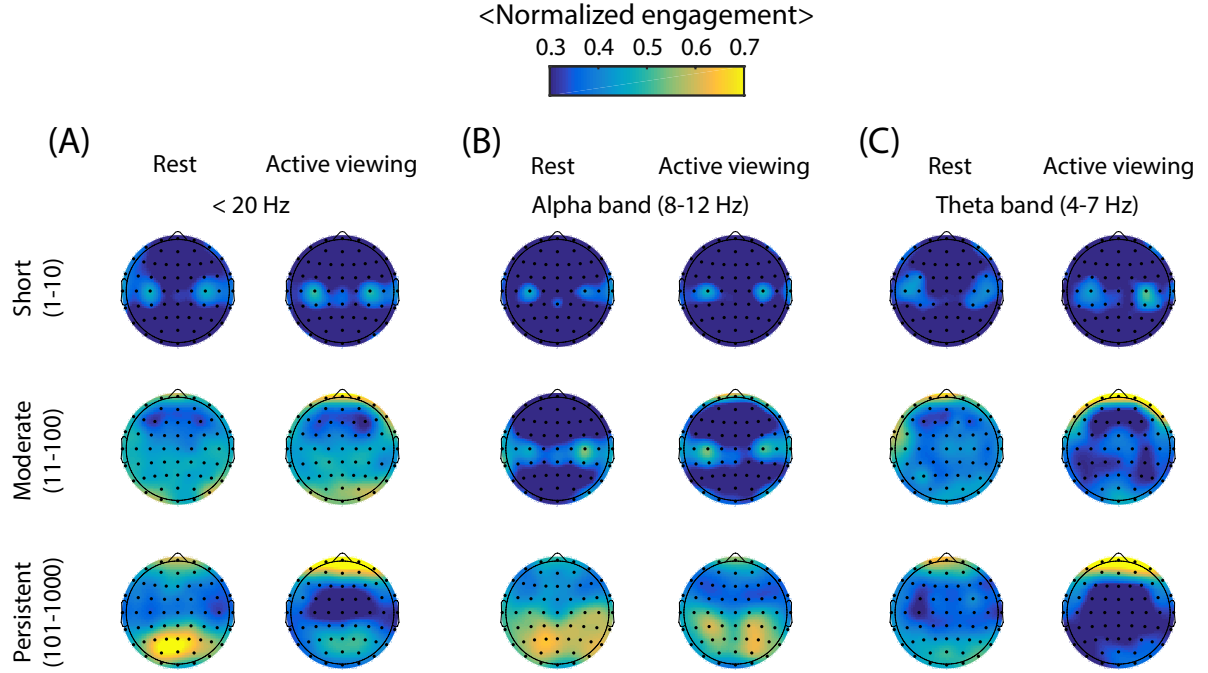 <Normalized engagement>
0.3 0.4 0.5 0.6 0.7
(A) (B) (C)
Rest Active viewing Rest Active viewing Rest Active viewing
< 20 Hz Alpha band (8-12 Hz) Theta band (4-7 Hz)
Short
(1-10)
Moderate
(11-100)
Persistent
(101-1000)